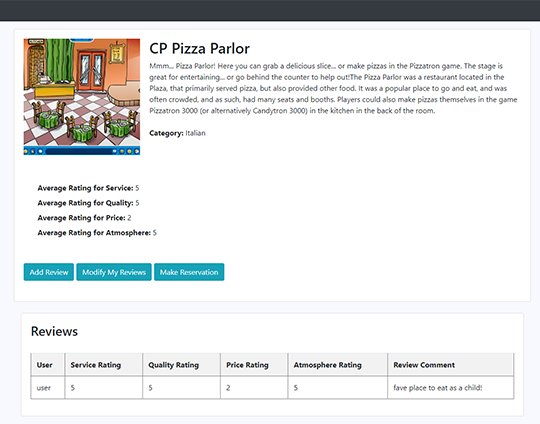 CP Pizza Parlor
Mmm... Pizza Parlor! Here you can grab a delicious slice... or make pizzas in the Pizzatron game. The stage is
great for entertaining... or go behind the counter to help out!The Pizza Parlor was a restaurant located in the
Plaza, that primarily served pizza, but also provided other food. It was a popular place to go and eat, and was
often crowded, and as such, had many seats and booths. Players could also make pizzas themselves in the game
Pizzatron 3000 (or alternatively Candytron 3000) in the kitchen in the back of the room.
Category: Italian
Average Rating for Service: 5
Average Rating for Quality: 5
Average Rating for Price: 2
Average Rating for Atmosphere: 5
Add Review Modify My Reviews Make Reservation
Reviews
User Service Rating Quality Rating Price Rating Atmosphere Rating Review Comment
user 5 5 2 5 fave place to eat as a child!